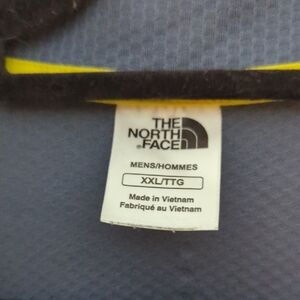 THE
NORTH
FACE
MENS/HOMMES
XXL/TTG
Made in Vietnam
Fabriqué au Vietnam